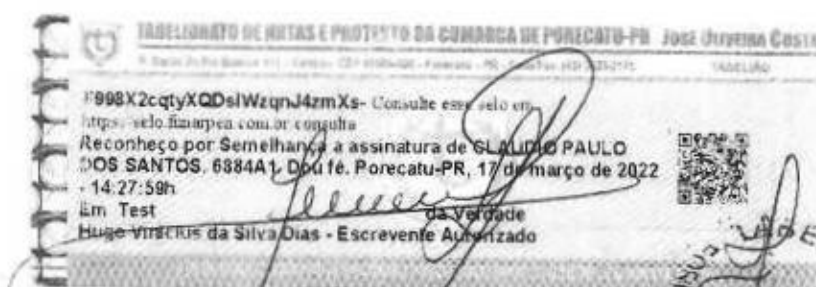 TABELIONATO DE NOTAS E PROTESTO DA COMARCA DE PORECATU-PR JOSÉ OLIVEIRA COSTA
TABELIÃO
F998X2cqtyXQDsIWzqnJ4zmXs- Consulte esse selo em
https: selo.funarpen.com.br consulta
Reconheço por Semelhança a assinatura de CLAUDIO PAULO
DOS SANTOS. 6884A1. Dou fé. Porecatu-PR, 17 de março de 2022
- 14:27:59h
Em Test da Verdade
Hugo Vinicius da Silva Dias - Escrevente Autorizado